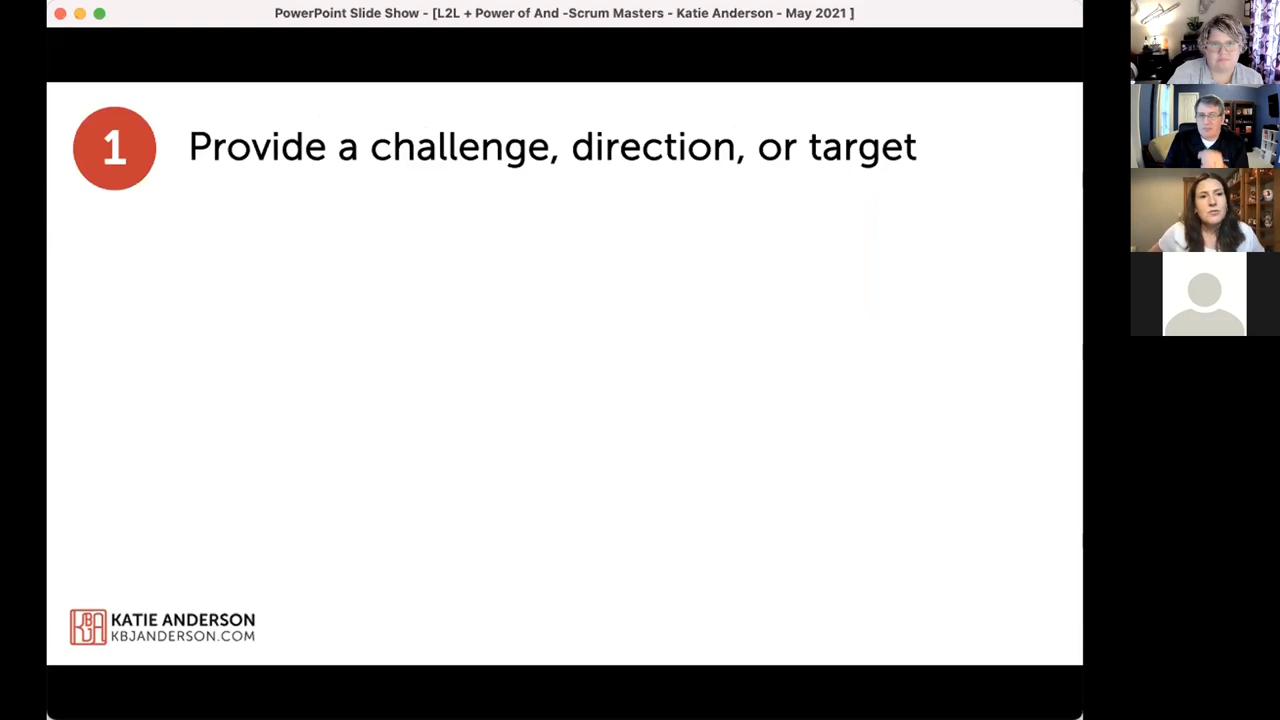 PowerPoint Slide Show - [L2L + Power of And -Scrum Masters - Katie Anderson - May 2021 ]
1 Provide a challenge, direction, or target
KATIE ANDERSON
KBJANDERSON.COM